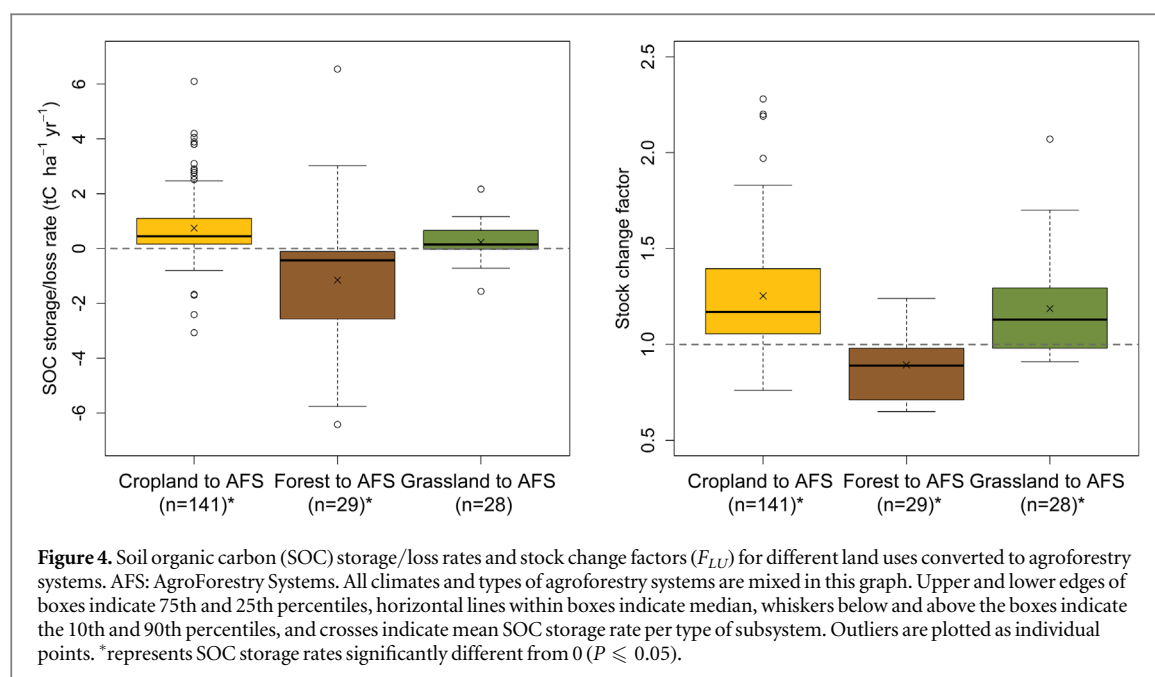 SOC storage/loss rate (tC ha⁻¹ yr⁻¹)
6
4
2
0
-2
-4
-6
Cropland to AFS
(n=141)*
Forest to AFS
(n=29)*
Grassland to AFS
(n=28)
Stock change factor
2.5
2.0
1.5
1.0
0.5
Cropland to AFS
(n=141)*
Forest to AFS
(n=29)*
Grassland to AFS
(n=28)*
Figure 4. Soil organic carbon (SOC) storage/loss rates and stock change factors (F_LU) for different land uses converted to agroforestry
systems. AFS: AgroForestry Systems. All climates and types of agroforestry systems are mixed in this graph. Upper and lower edges of
boxes indicate 75th and 25th percentiles, horizontal lines within boxes indicate median, whiskers below and above the boxes indicate
the 10th and 90th percentiles, and crosses indicate mean SOC storage rate per type of subsystem. Outliers are plotted as individual
points. *represents SOC storage rates significantly different from 0 (P ⩽ 0.05).